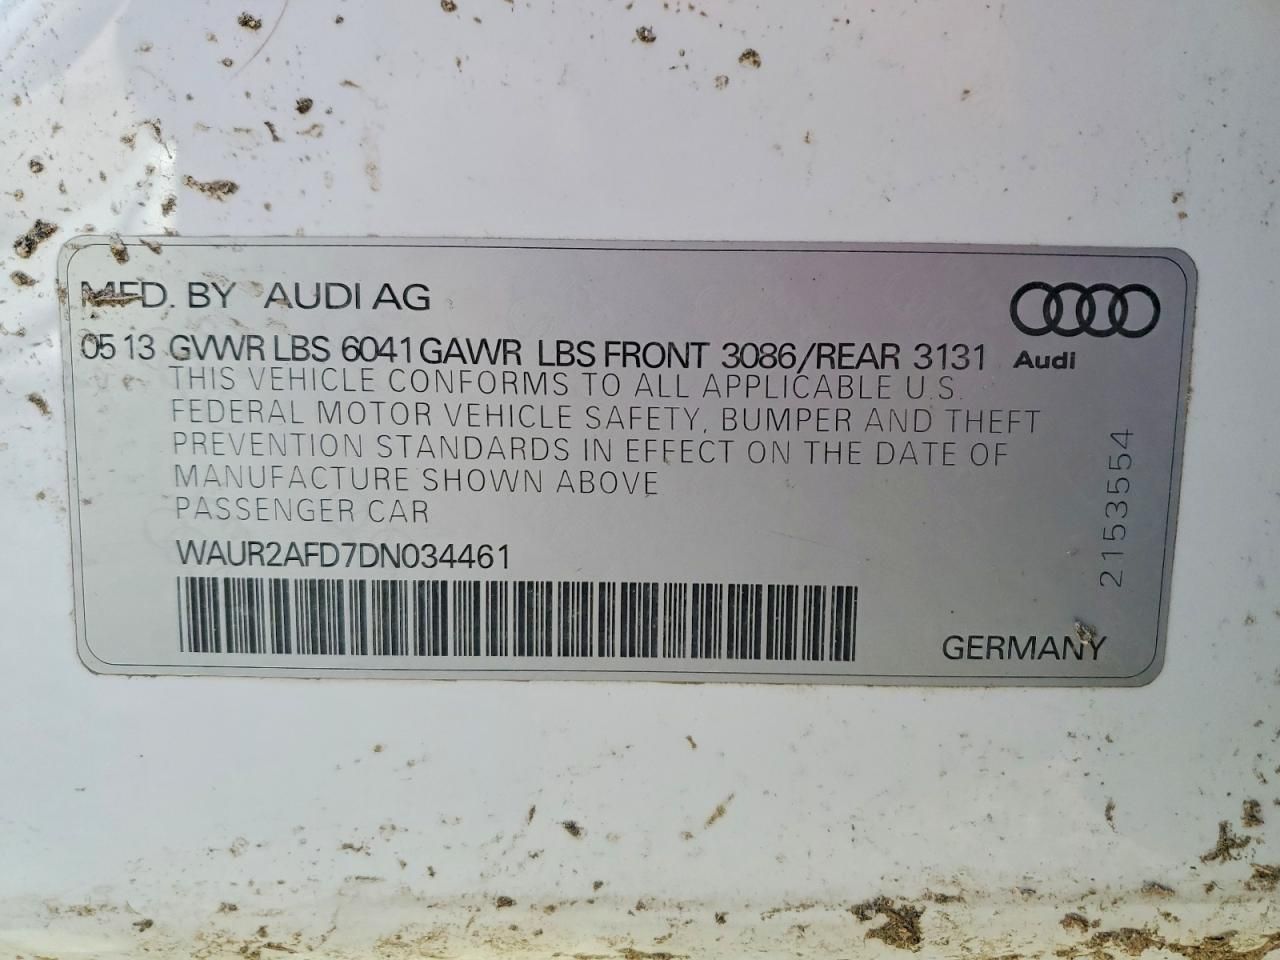 MFD. BY AUDI AG
05 13 GVWR LBS 6041 GAWR LBS FRONT 3086/REAR 3131
Audi
THIS VEHICLE CONFORMS TO ALL APPLICABLE U.S.
FEDERAL MOTOR VEHICLE SAFETY, BUMPER AND THEFT
PREVENTION STANDARDS IN EFFECT ON THE DATE OF
MANUFACTURE SHOWN ABOVE
PASSENGER CAR
WAUR2AFD7DN034461
2153554
GERMANY